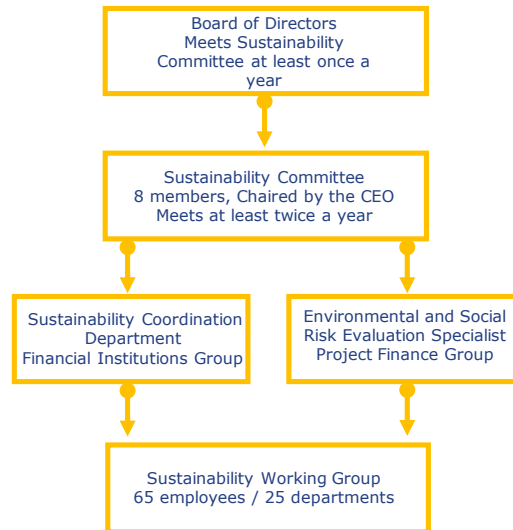 Board of Directors
Meets Sustainability
Committee at least once a
year
Sustainability Committee
8 members, Chaired by the CEO
Meets at least twice a year
Sustainability Coordination
Department
Financial Institutions Group
Environmental and Social
Risk Evaluation Specialist
Project Finance Group
Sustainability Working Group
65 employees / 25 departments